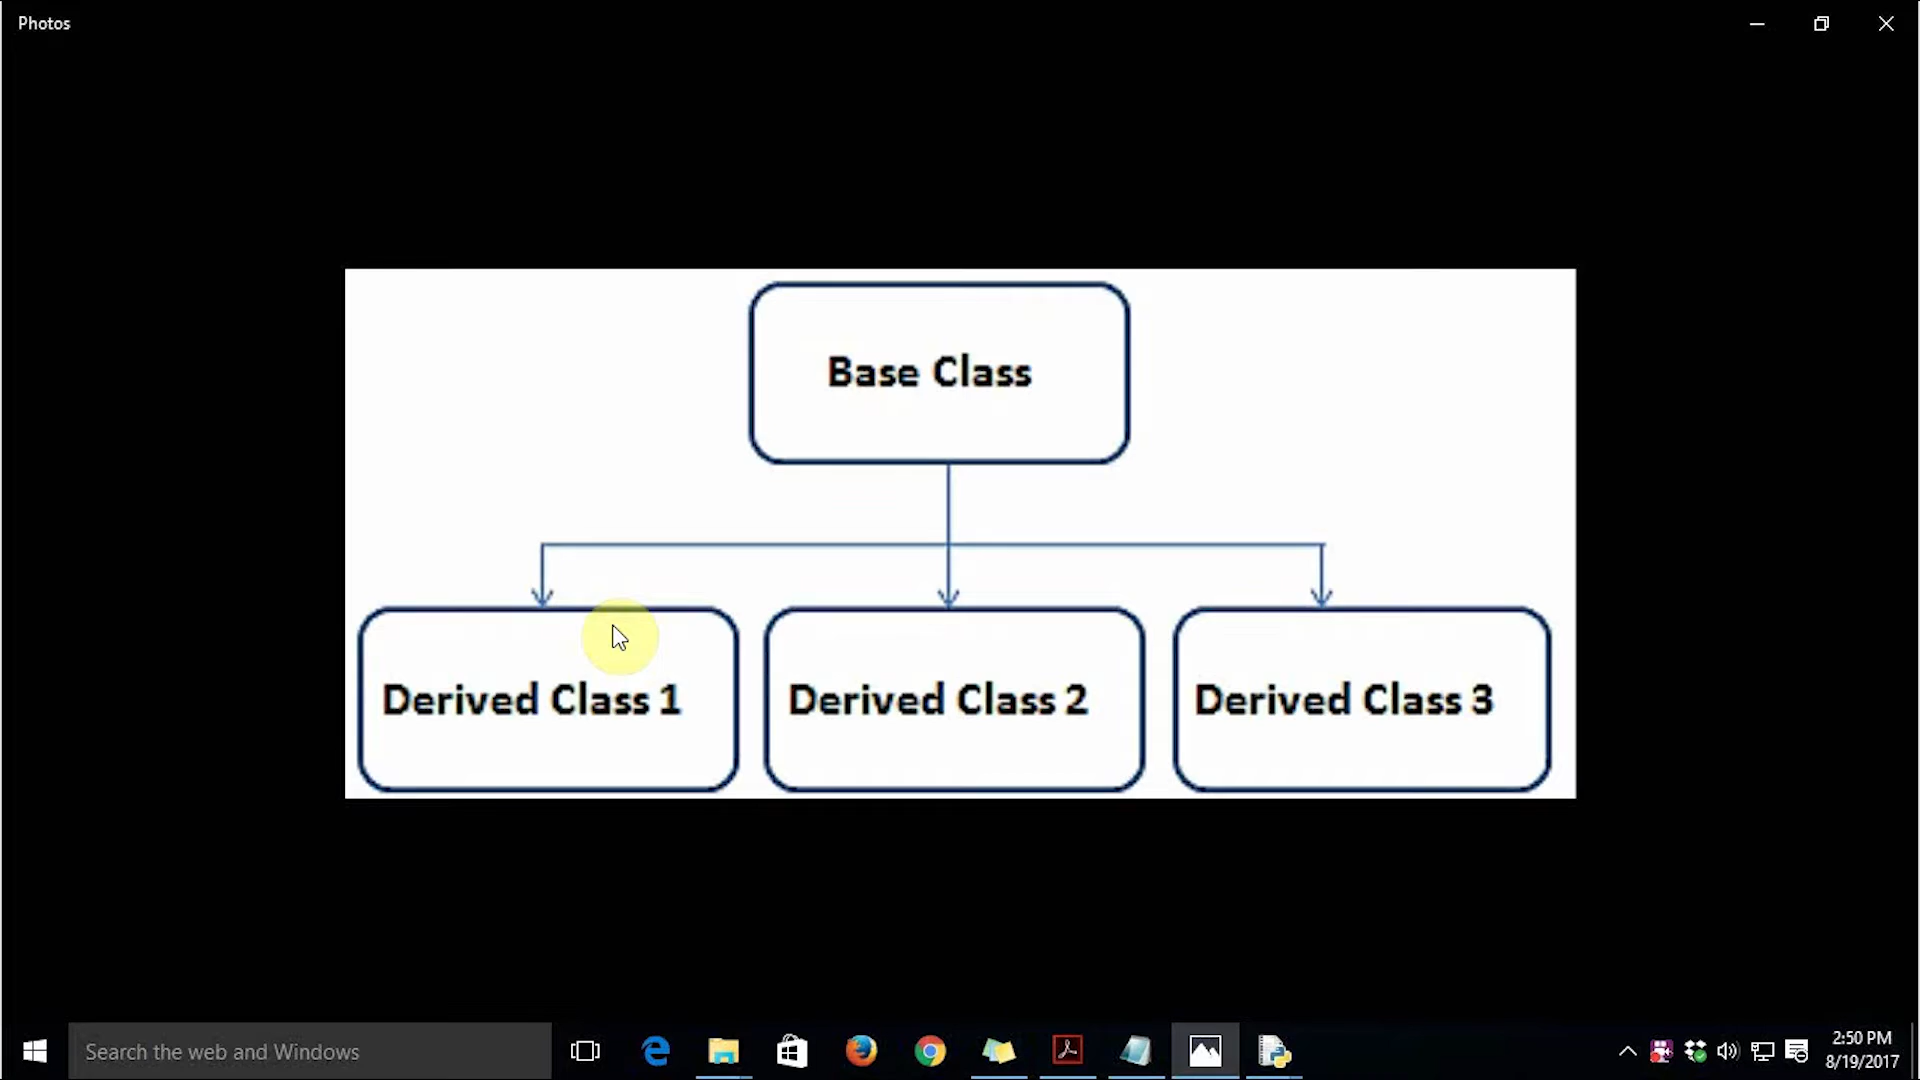 Photos
Base Class
Derived Class 1
Derived Class 2
Derived Class 3
Search the web and Windows
2:50 PM
8/19/2017